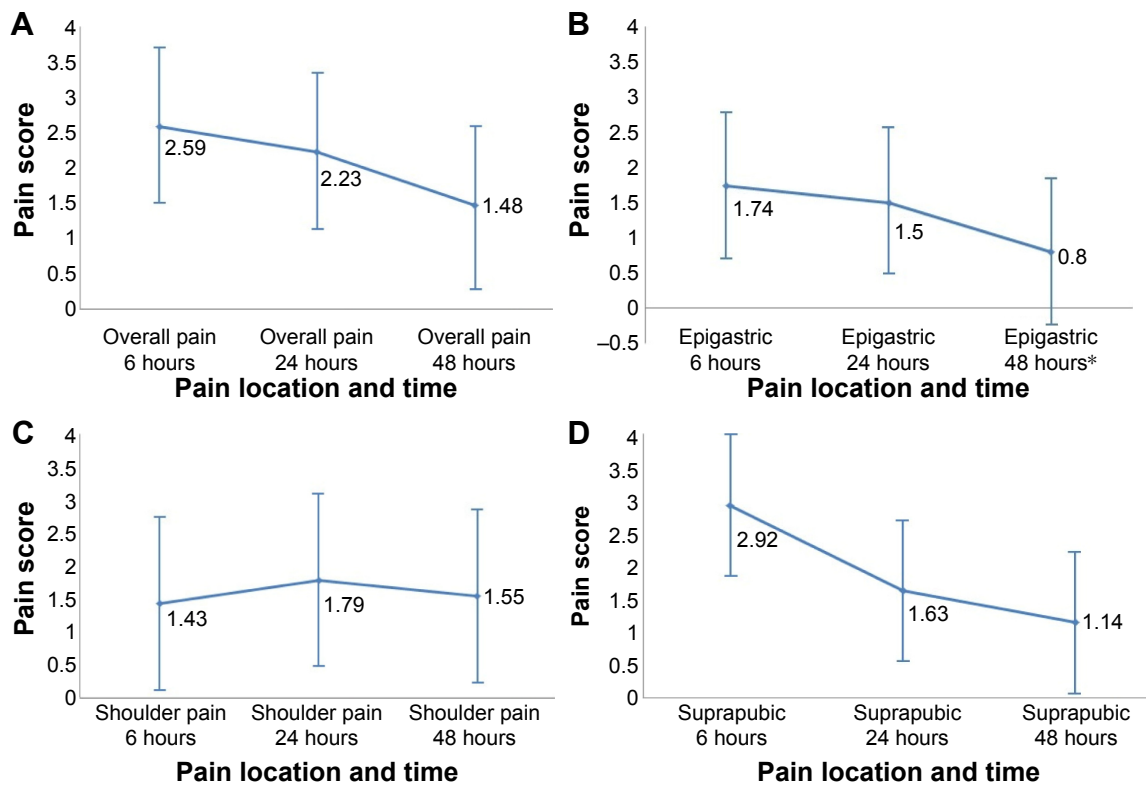 A
Pain score
4
3.5
3
2.5
2
1.5
1
0.5
0
2.59
2.23
1.48
Overall pain 6 hours
Overall pain 24 hours
Overall pain 48 hours
Pain location and time
B
Pain score
4
3.5
3
2.5
2
1.5
1
0.5
0
–0.5
1.74
1.5
0.8
Epigastric 6 hours
Epigastric 24 hours
Epigastric 48 hours*
Pain location and time
C
Pain score
4
3.5
3
2.5
2
1.5
1
0.5
0
1.43
1.79
1.55
Shoulder pain 6 hours
Shoulder pain 24 hours
Shoulder pain 48 hours
Pain location and time
D
Pain score
4
3.5
3
2.5
2
1.5
1
0.5
0
2.92
1.63
1.14
Suprapubic 6 hours
Suprapubic 24 hours
Suprapubic 48 hours
Pain location and time